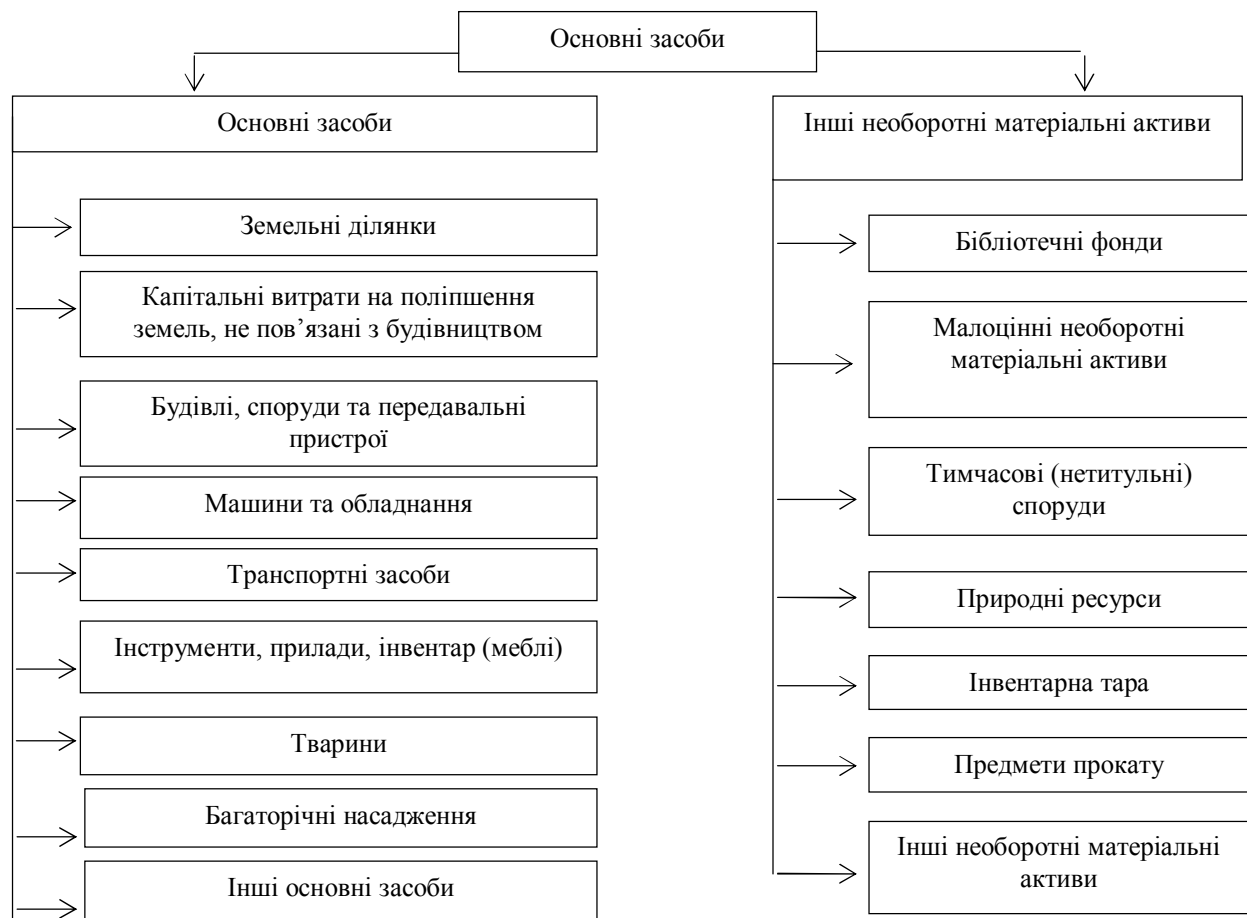 Основні засоби
Основні засоби
Земельні ділянки
Капітальні витрати на поліпшення
земель, не пов’язані з будівництвом
Будівлі, споруди та передавальні
пристрої
Машини та обладнання
Транспортні засоби
Інструменти, прилади, інвентар (меблі)
Тварини
Багаторічні насадження
Інші основні засоби
Інші необоротні матеріальні активи
Бібліотечні фонди
Малоцінні необоротні
матеріальні активи
Тимчасові (нетитульні)
споруди
Природні ресурси
Інвентарна тара
Предмети прокату
Інші необоротні матеріальні
активи